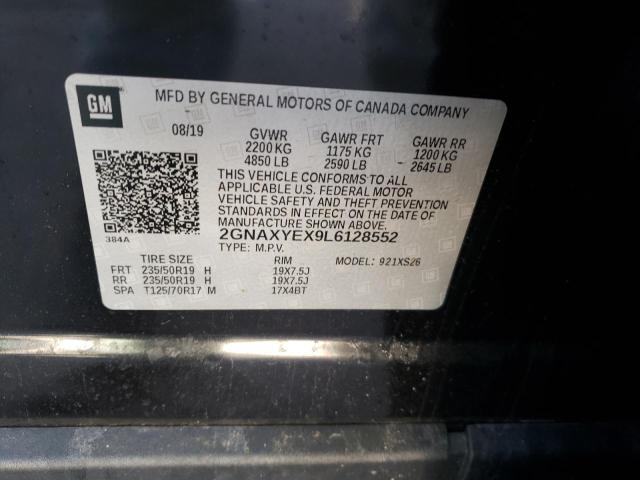 GM
MFD BY GENERAL MOTORS OF CANADA COMPANY
08/19 GVWR GAWR FRT GAWR RR
2200 KG 1175 KG 1200 KG
4850 LB 2590 LB 2645 LB
THIS VEHICLE CONFORMS TO ALL
APPLICABLE U.S. FEDERAL MOTOR
VEHICLE SAFETY AND THEFT PREVENTION
STANDARDS IN EFFECT ON THE DATE OF
MANUFACTURE SHOWN ABOVE.
384A 2GNAXYEX9L6128552
TYPE: M.P.V.
TIRE SIZE RIM MODEL: 921XS26
FRT 235/50R19 H 19X7.5J
RR 235/50R19 H 19X7.5J
SPA T125/70R17 M 17X4BT